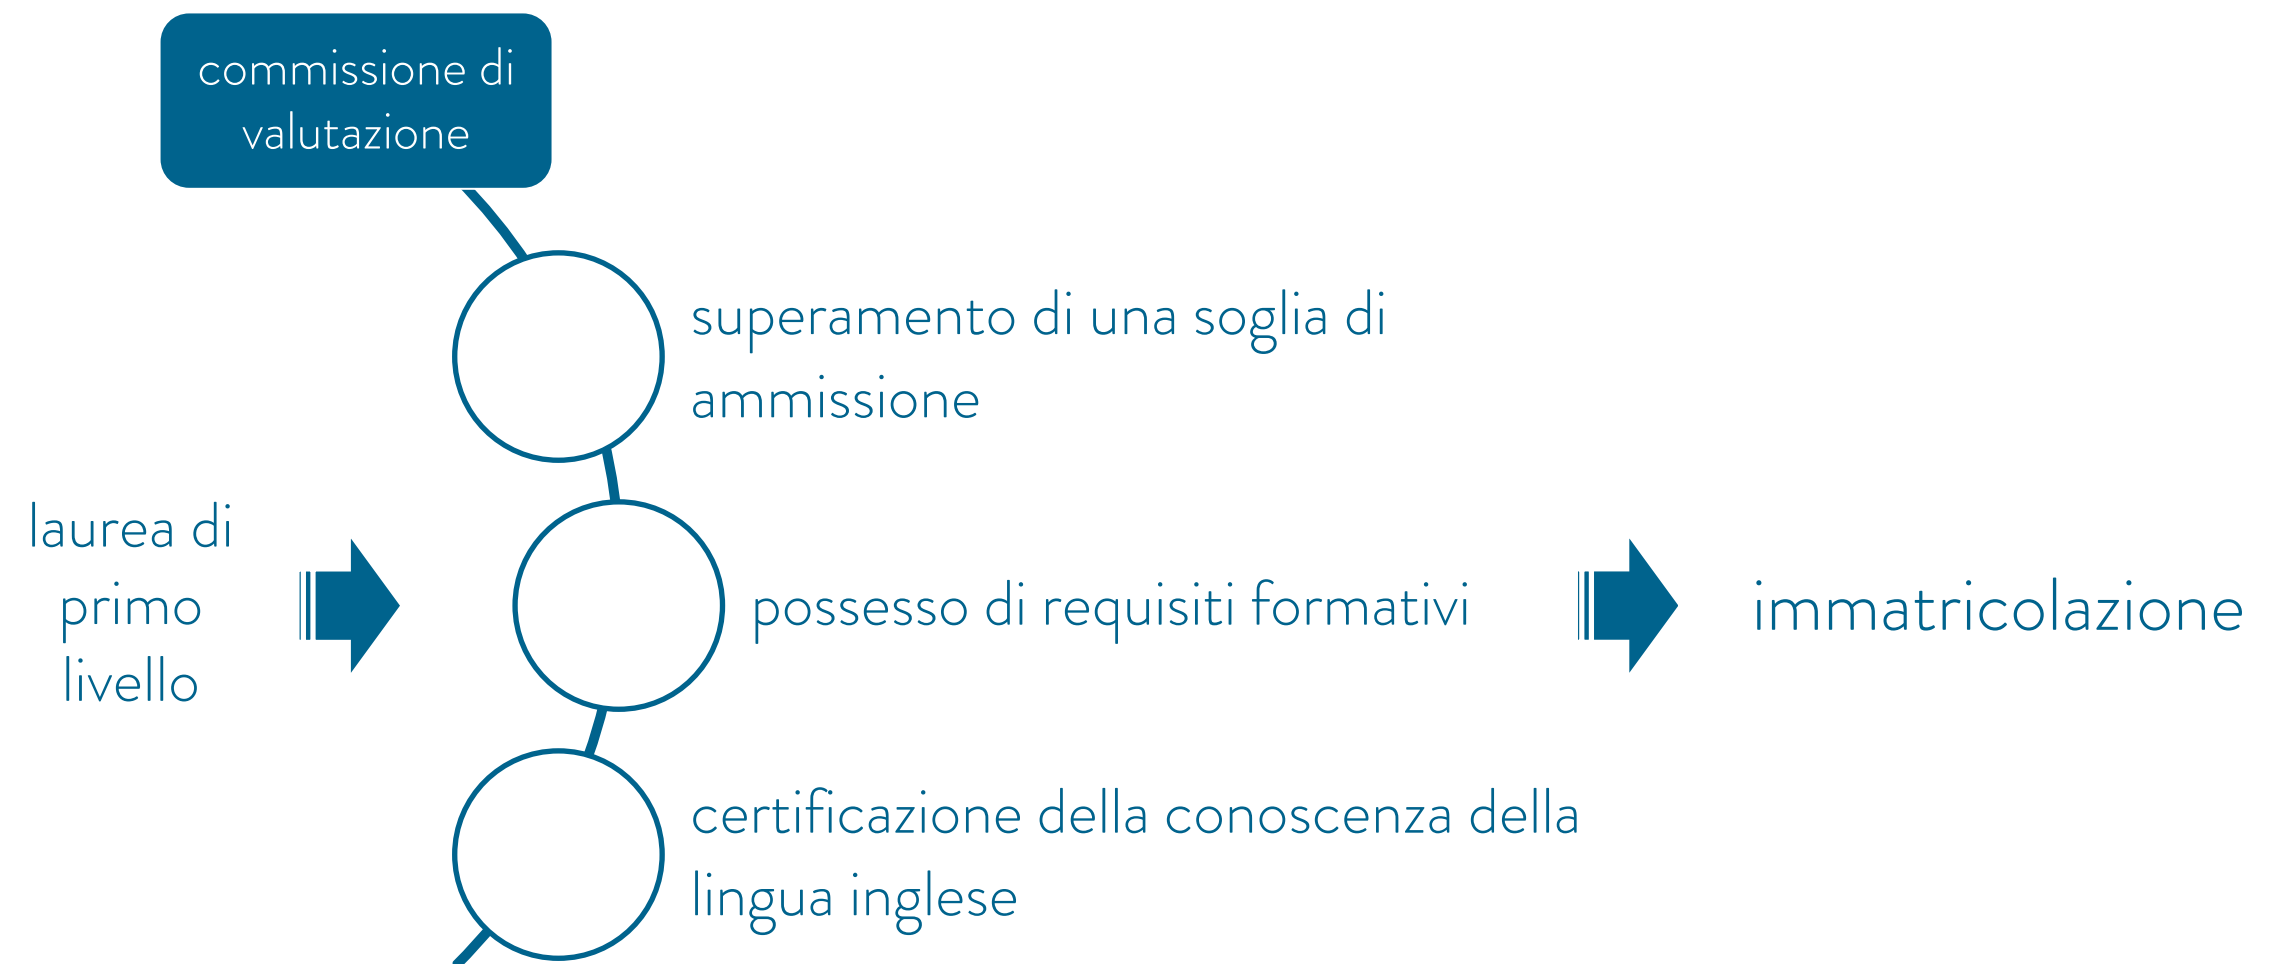 commissione di
valutazione
superamento di una soglia di
ammissione
laurea di
primo
livello
possesso di requisiti formativi
immatricolazione
certificazione della conoscenza della
lingua inglese